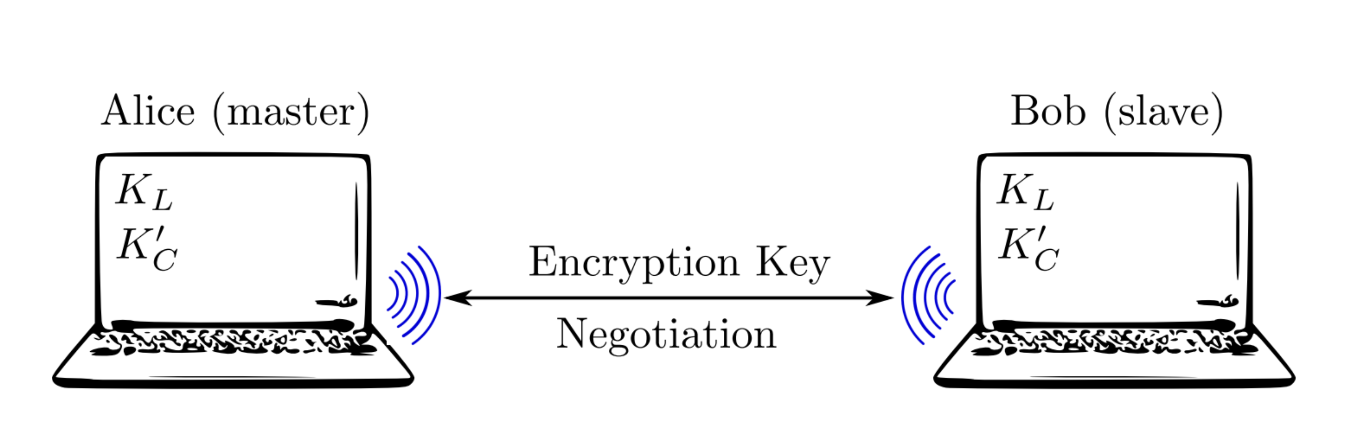 Alice (master)
Bob (slave)
K_L
K'_C
Encryption Key
Negotiation
K_L
K'_C